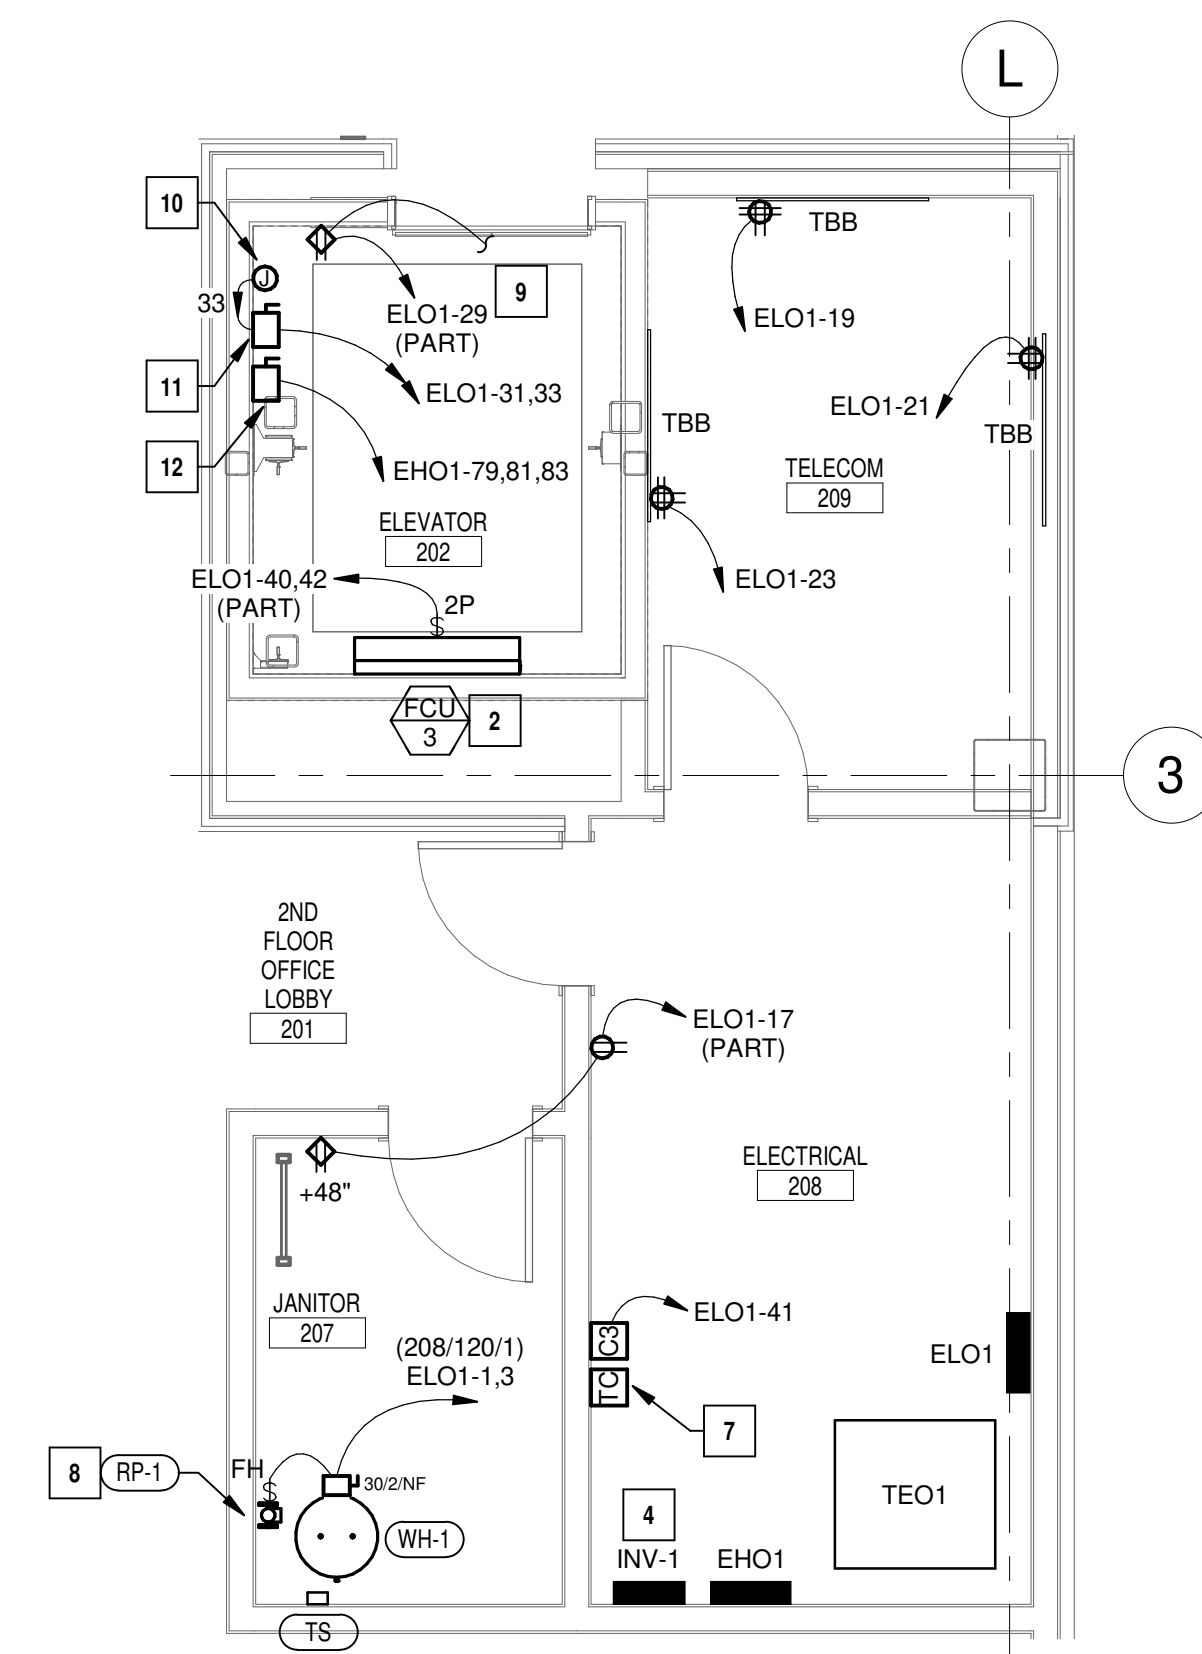 L
10
TBB
J
9
33
ELO1-29
(PART)
ELO1-19
11
ELO1-31,33
ELO1-21
TBB
TBB
12
EHO1-79,81,83
TELECOM
209
ELEVATOR
202
ELO1-40,42
(PART)
ELO1-23
2P
S
FCU
3
2
3
2ND
FLOOR
OFFICE
LOBBY
201
ELO1-17
(PART)
ELECTRICAL
208
+48"
JANITOR
207
C3
ELO1-41
(208/120/1)
ELO1-1,3
ELO1
TC
7
8
RP-1
FH
S
30/2/NF
TEO1
4
WH-1
INV-1
EHO1
TS